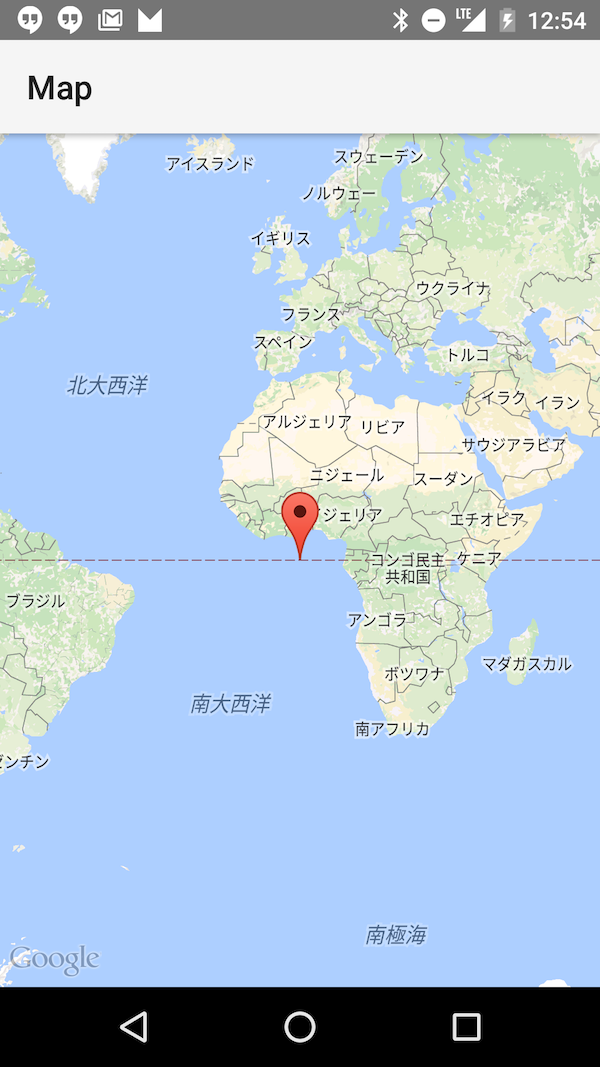 LTE 12:54
Map
スウェーデン
アイスランド
ノルウェー
イギリス
ウクライナ
フランス
スペイン
トルコ
北大西洋
イラク イラン
アルジェリア リビア
サウジアラビア
ニジェール スーダン
イジェリア エチオピア
コンゴ民主 ケニア
共和国
ブラジル
アンゴラ
マダガスカル
ボツワナ
南大西洋
南アフリカ
ゼンチン
南極海
Google